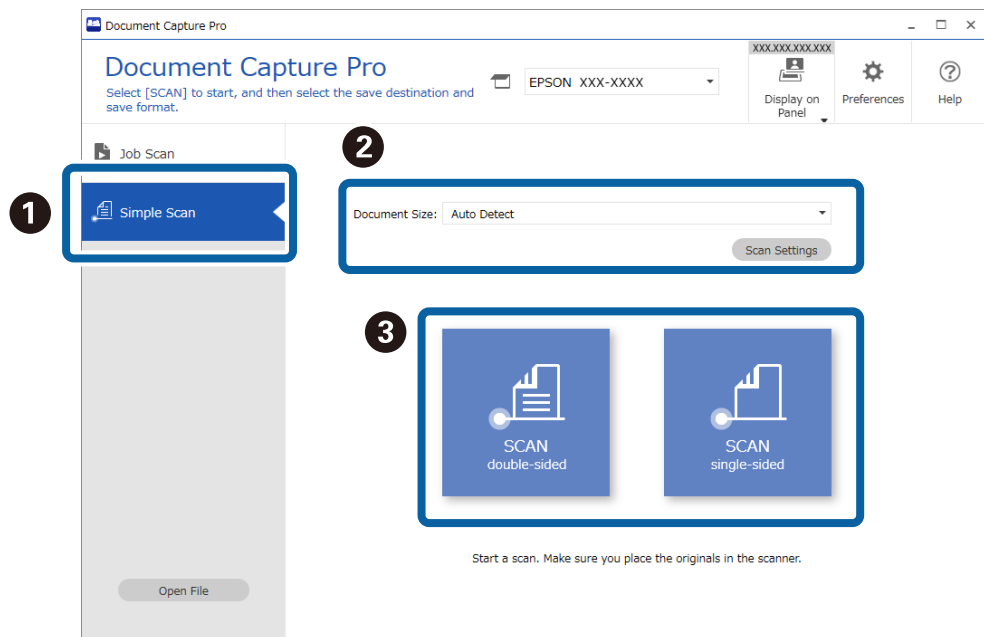 Document Capture Pro
Document Capture Pro
Select [SCAN] to start, and then select the save destination and
save format.
EPSON XXX-XXXX
XXX.XXX.XXX.XXX
Display on
Panel
Preferences
Help
Job Scan
1
Simple Scan
2
Document Size: Auto Detect
Scan Settings
3
SCAN
double-sided
SCAN
single-sided
Start a scan. Make sure you place the originals in the scanner.
Open File